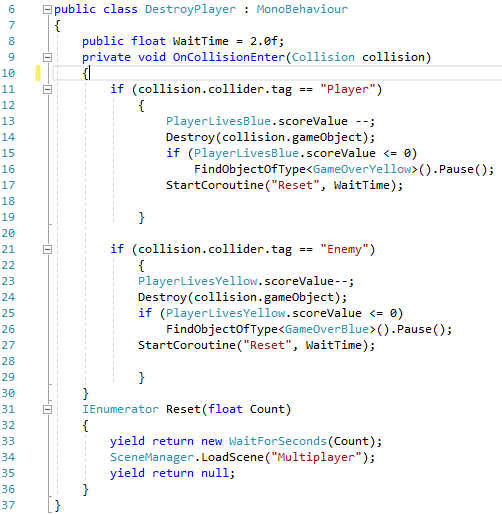 6 public class DestroyPlayer : MonoBehaviour
7 {
8 public float WaitTime = 2.0f;
9 private void OnCollisionEnter(Collision collision)
10 {
11 if (collision.collider.tag == "Player")
12 {
13 PlayerLivesBlue.scoreValue --;
14 Destroy(collision.gameObject);
15 if (PlayerLivesBlue.scoreValue <= 0)
16 FindObjectOfType<GameOverYellow>().Pause();
17 StartCoroutine("Reset", WaitTime);
18
19 }
20
21 if (collision.collider.tag == "Enemy")
22 {
23 PlayerLivesYellow.scoreValue--;
24 Destroy(collision.gameObject);
25 if (PlayerLivesYellow.scoreValue <= 0)
26 FindObjectOfType<GameOverBlue>().Pause();
27 StartCoroutine("Reset", WaitTime);
28
29 }
30 }
31 IEnumerator Reset(float Count)
32 {
33 yield return new WaitForSeconds(Count);
34 SceneManager.LoadScene("Multiplayer");
35 yield return null;
36 }
37 }